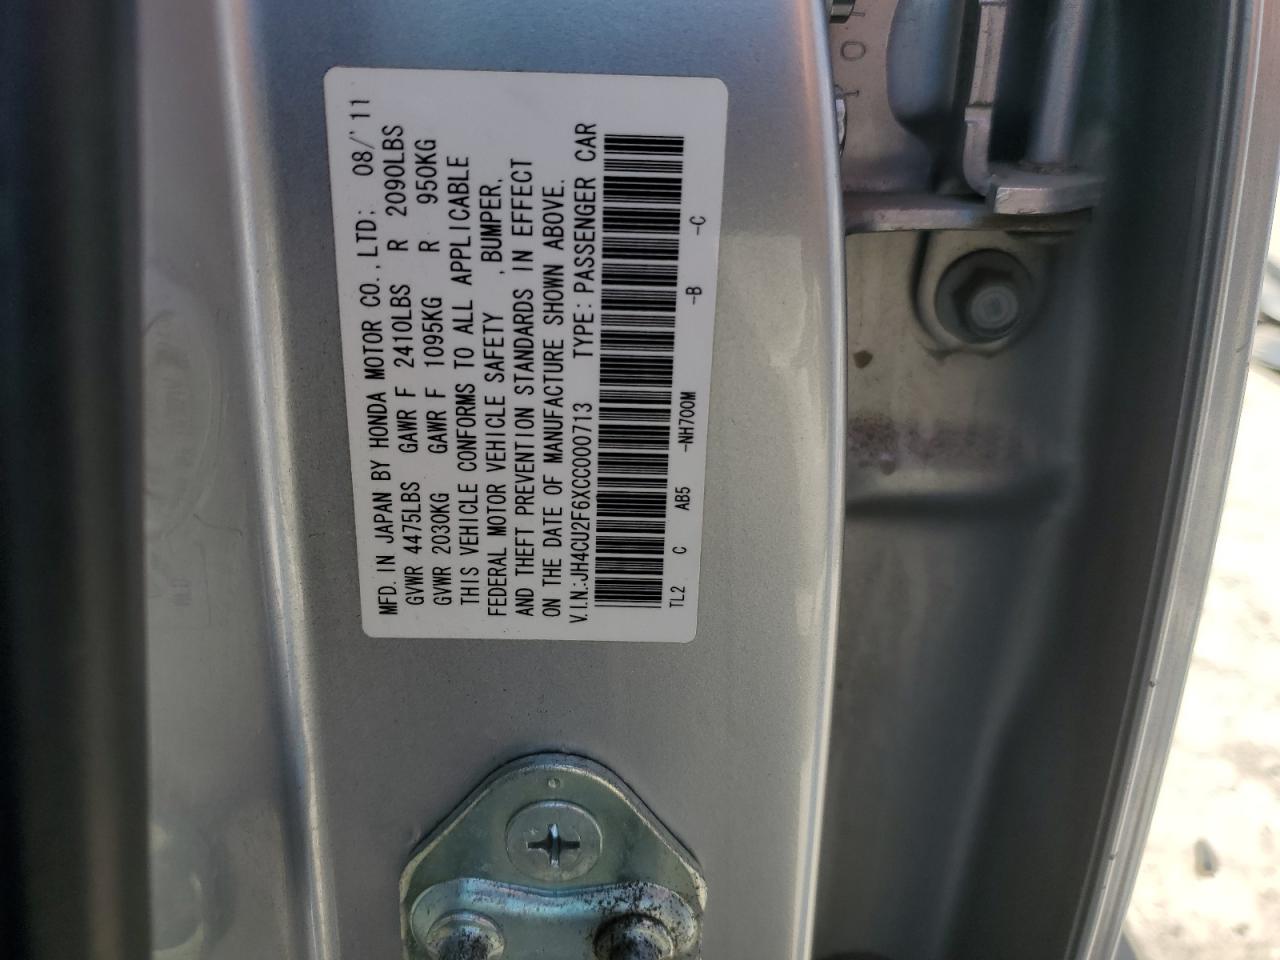 MFD. IN JAPAN BY HONDA MOTOR CO., LTD; 08/'11
GVWR 4475LBS GAWR F 2410LBS R 2090LBS
GVWR 2030KG GAWR F 1095KG R 950KG
THIS VEHICLE CONFORMS TO ALL APPLICABLE
FEDERAL MOTOR VEHICLE SAFETY , BUMPER,
AND THEFT PREVENTION STANDARDS IN EFFECT
ON THE DATE OF MANUFACTURE SHOWN ABOVE.
V.I.N.:JH4CU2F6XCC000713 TYPE: PASSENGER CAR
TL2 C AB5 -NH700M -B -C